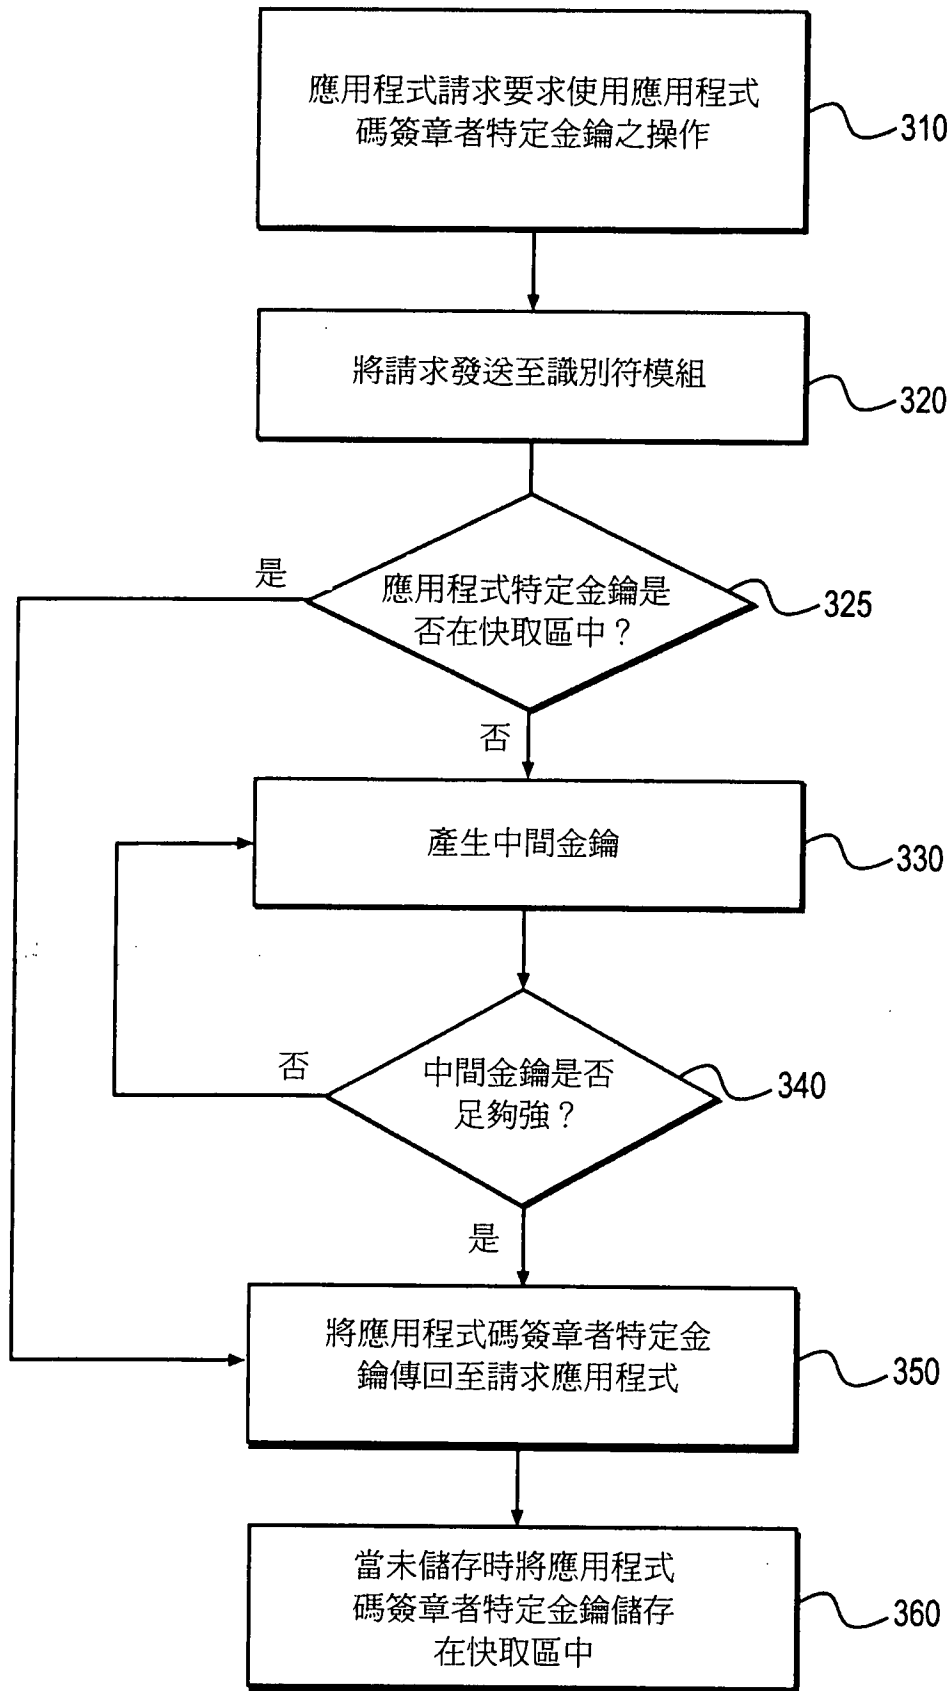 應用程式請求要求使用應用程式
碼簽章者特定金鑰之操作
310
將請求發送至識別符模組
320
是
應用程式特定金鑰是
否在快取區中?
325
否
產生中間金鑰
330
否
中間金鑰是否
足夠強?
340
是
將應用程式碼簽章者特定金
鑰傳回至請求應用程式
350
當未儲存時將應用程式
碼簽章者特定金鑰儲存
在快取區中
360